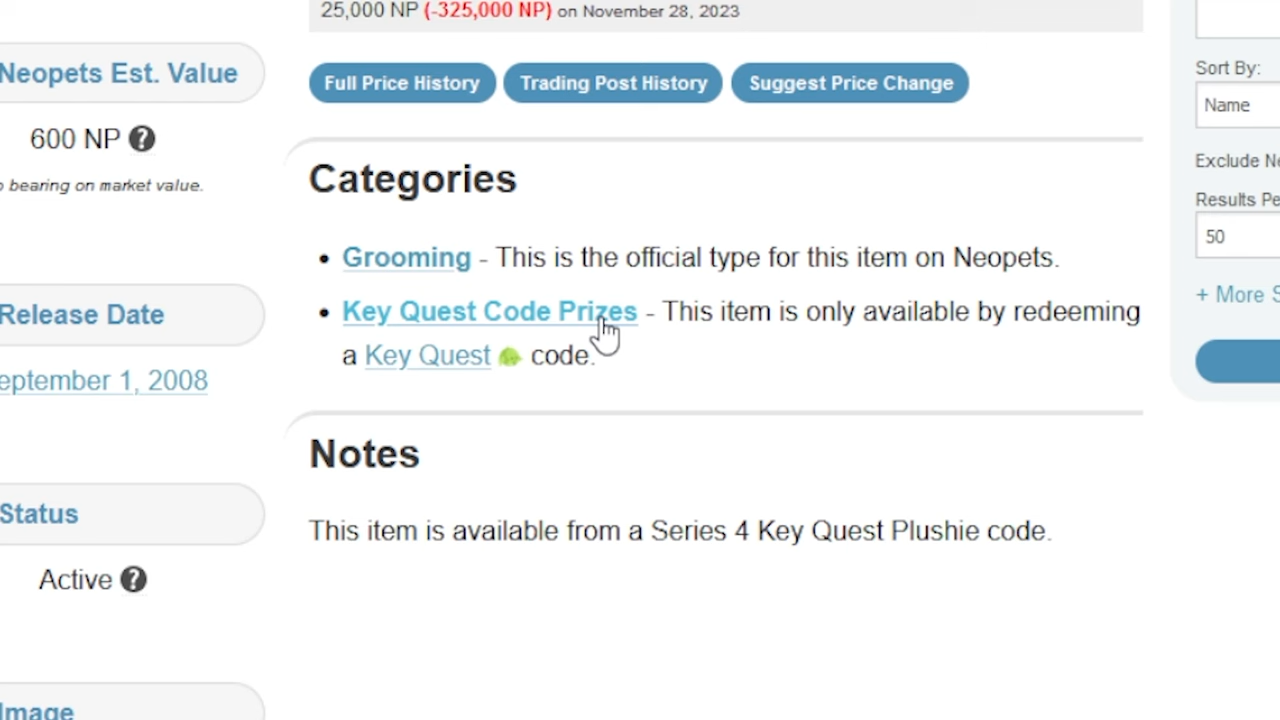 25,000 NP (-325,000 NP) on November 28, 2023
Neopets Est. Value
600 NP ?
bearing on market value.
Release Date
eptember 1, 2008
Status
Active ?
Image
Full Price History
Trading Post History
Suggest Price Change
Categories
• Grooming - This is the official type for this item on Neopets.
• Key Quest Code Prizes - This item is only available by redeeming
a Key Quest code.
Notes
This item is available from a Series 4 Key Quest Plushie code.
Sort By:
Name
Exclude Ne
Results Pe
50
+ More S